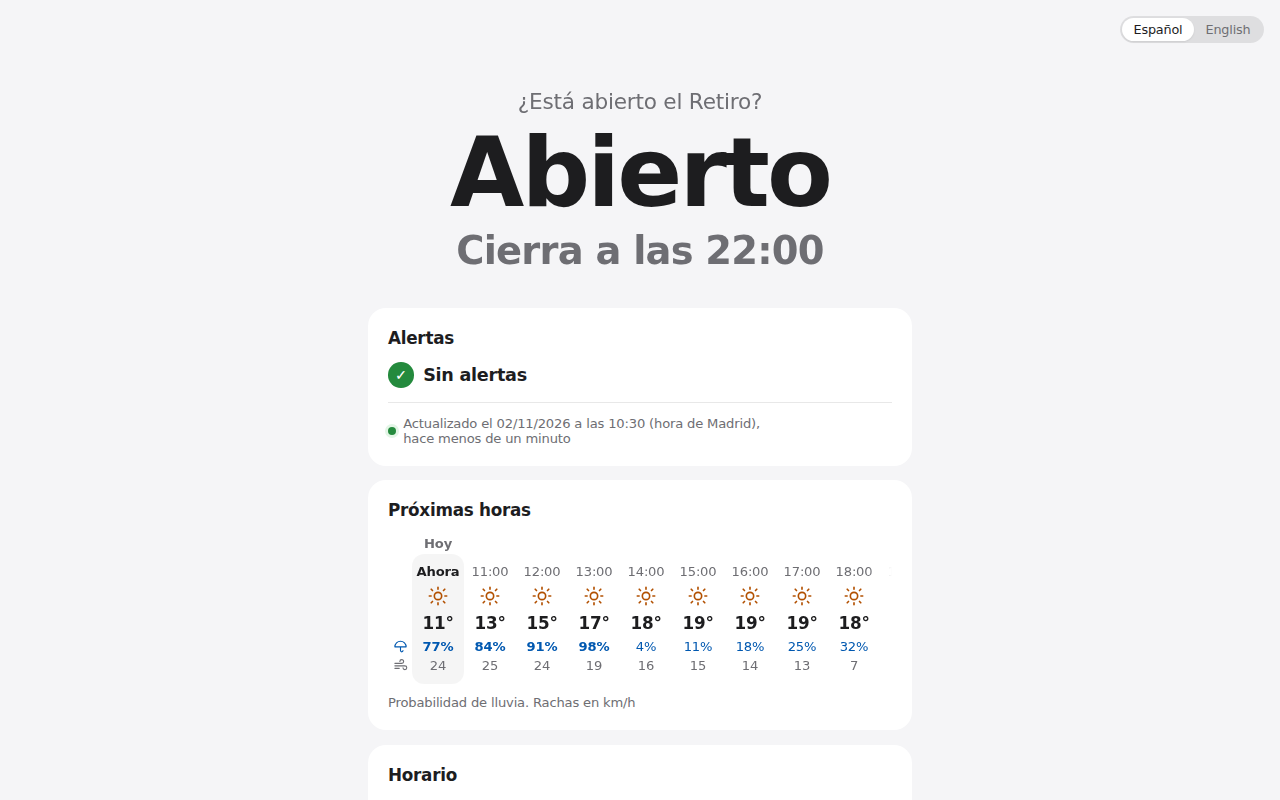 Español English
¿Está abierto el Retiro?
Abierto
Cierra a las 22:00
Alertas
✓ Sin alertas
Actualizado el 02/11/2026 a las 10:30 (hora de Madrid),
hace menos de un minuto
Próximas horas
Hoy
Ahora 11:00 12:00 13:00 14:00 15:00 16:00 17:00 18:00
11° 13° 15° 17° 18° 19° 19° 19° 18°
77% 84% 91% 98% 4% 11% 18% 25% 32%
24 25 24 19 16 15 14 13 7
Probabilidad de lluvia. Rachas en km/h
Horario